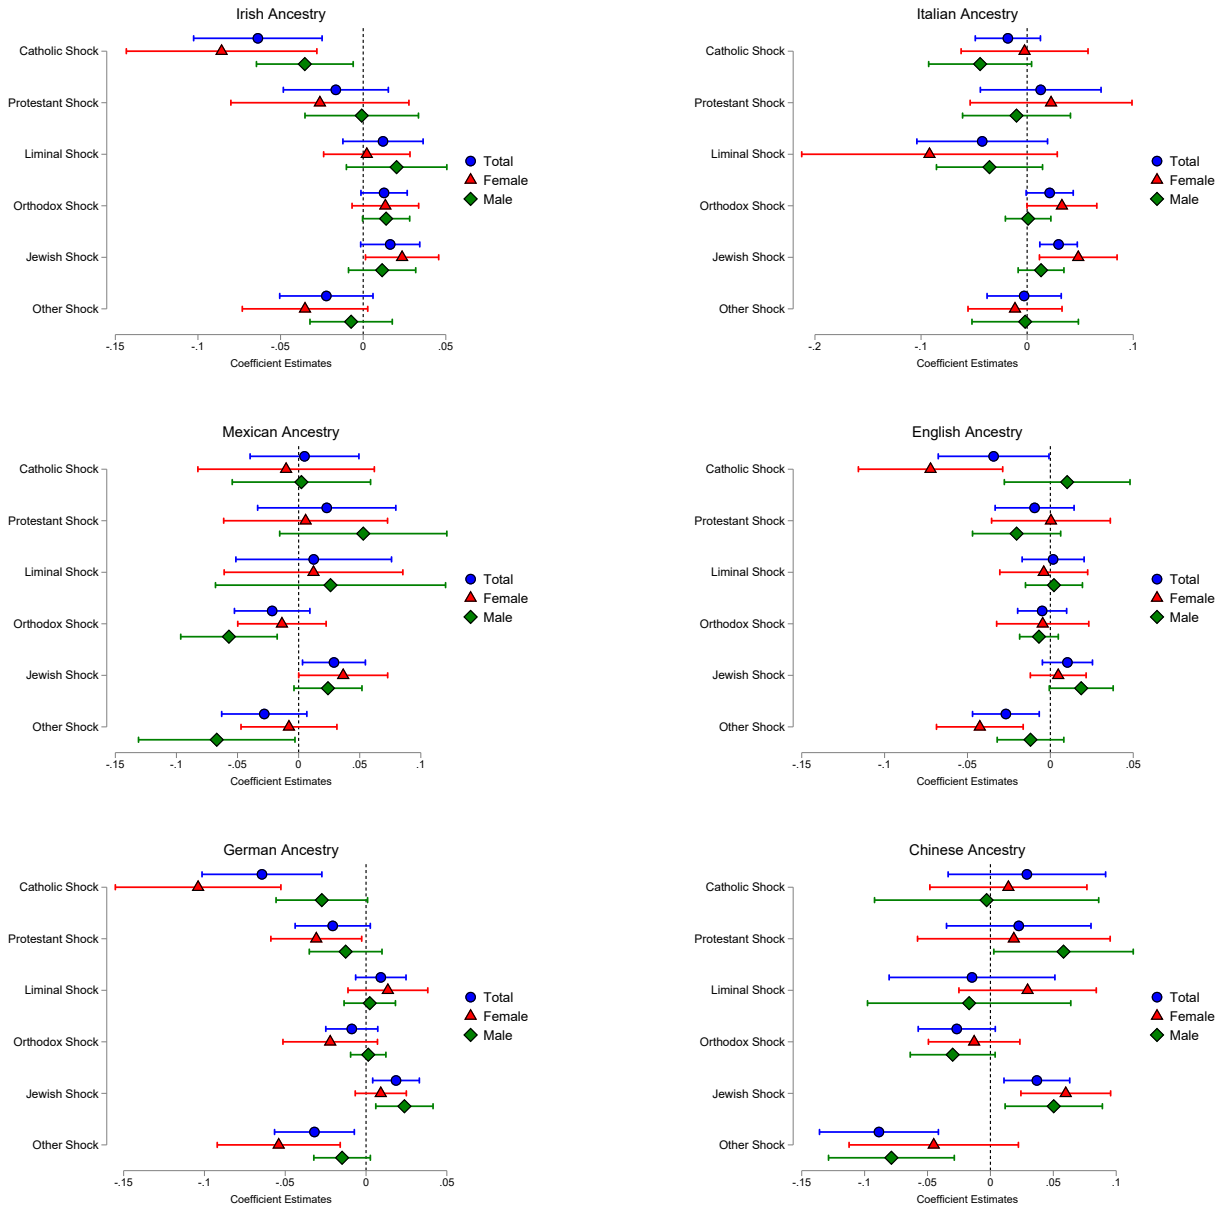 Irish Ancestry
Catholic Shock
Protestant Shock
Liminal Shock
Orthodox Shock
Jewish Shock
Other Shock
-.15 -.1 -.05 0 .05
Coefficient Estimates
Total
Female
Male
Italian Ancestry
Catholic Shock
Protestant Shock
Liminal Shock
Orthodox Shock
Jewish Shock
Other Shock
-.2 -.1 0 .1
Coefficient Estimates
Total
Female
Male
Mexican Ancestry
Catholic Shock
Protestant Shock
Liminal Shock
Orthodox Shock
Jewish Shock
Other Shock
-.15 -.1 -.05 0 .05 .1
Coefficient Estimates
Total
Female
Male
English Ancestry
Catholic Shock
Protestant Shock
Liminal Shock
Orthodox Shock
Jewish Shock
Other Shock
-.15 -.1 -.05 0 .05
Coefficient Estimates
Total
Female
Male
German Ancestry
Catholic Shock
Protestant Shock
Liminal Shock
Orthodox Shock
Jewish Shock
Other Shock
-.15 -.1 -.05 0 .05
Coefficient Estimates
Total
Female
Male
Chinese Ancestry
Catholic Shock
Protestant Shock
Liminal Shock
Orthodox Shock
Jewish Shock
Other Shock
-.15 -.1 -.05 0 .05 .1
Coefficient Estimates
Total
Female
Male